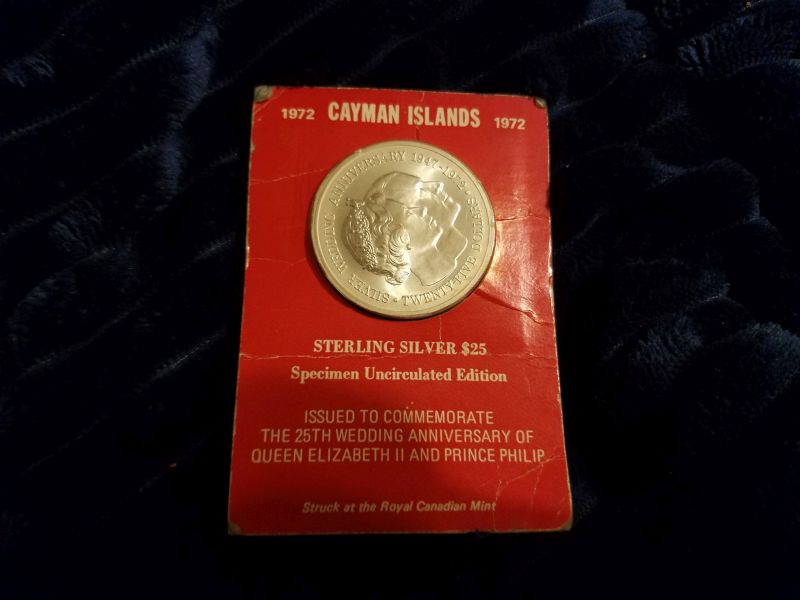 1972 CAYMAN ISLANDS 1972
SILVER WEDDING ANNIVERSARY 1947-1972 · TWENTY-FIVE DOLLARS ·
STERLING SILVER $25
Specimen Uncirculated Edition
ISSUED TO COMMEMORATE
THE 25TH WEDDING ANNIVERSARY OF
QUEEN ELIZABETH II AND PRINCE PHILIP
Struck at the Royal Canadian Mint